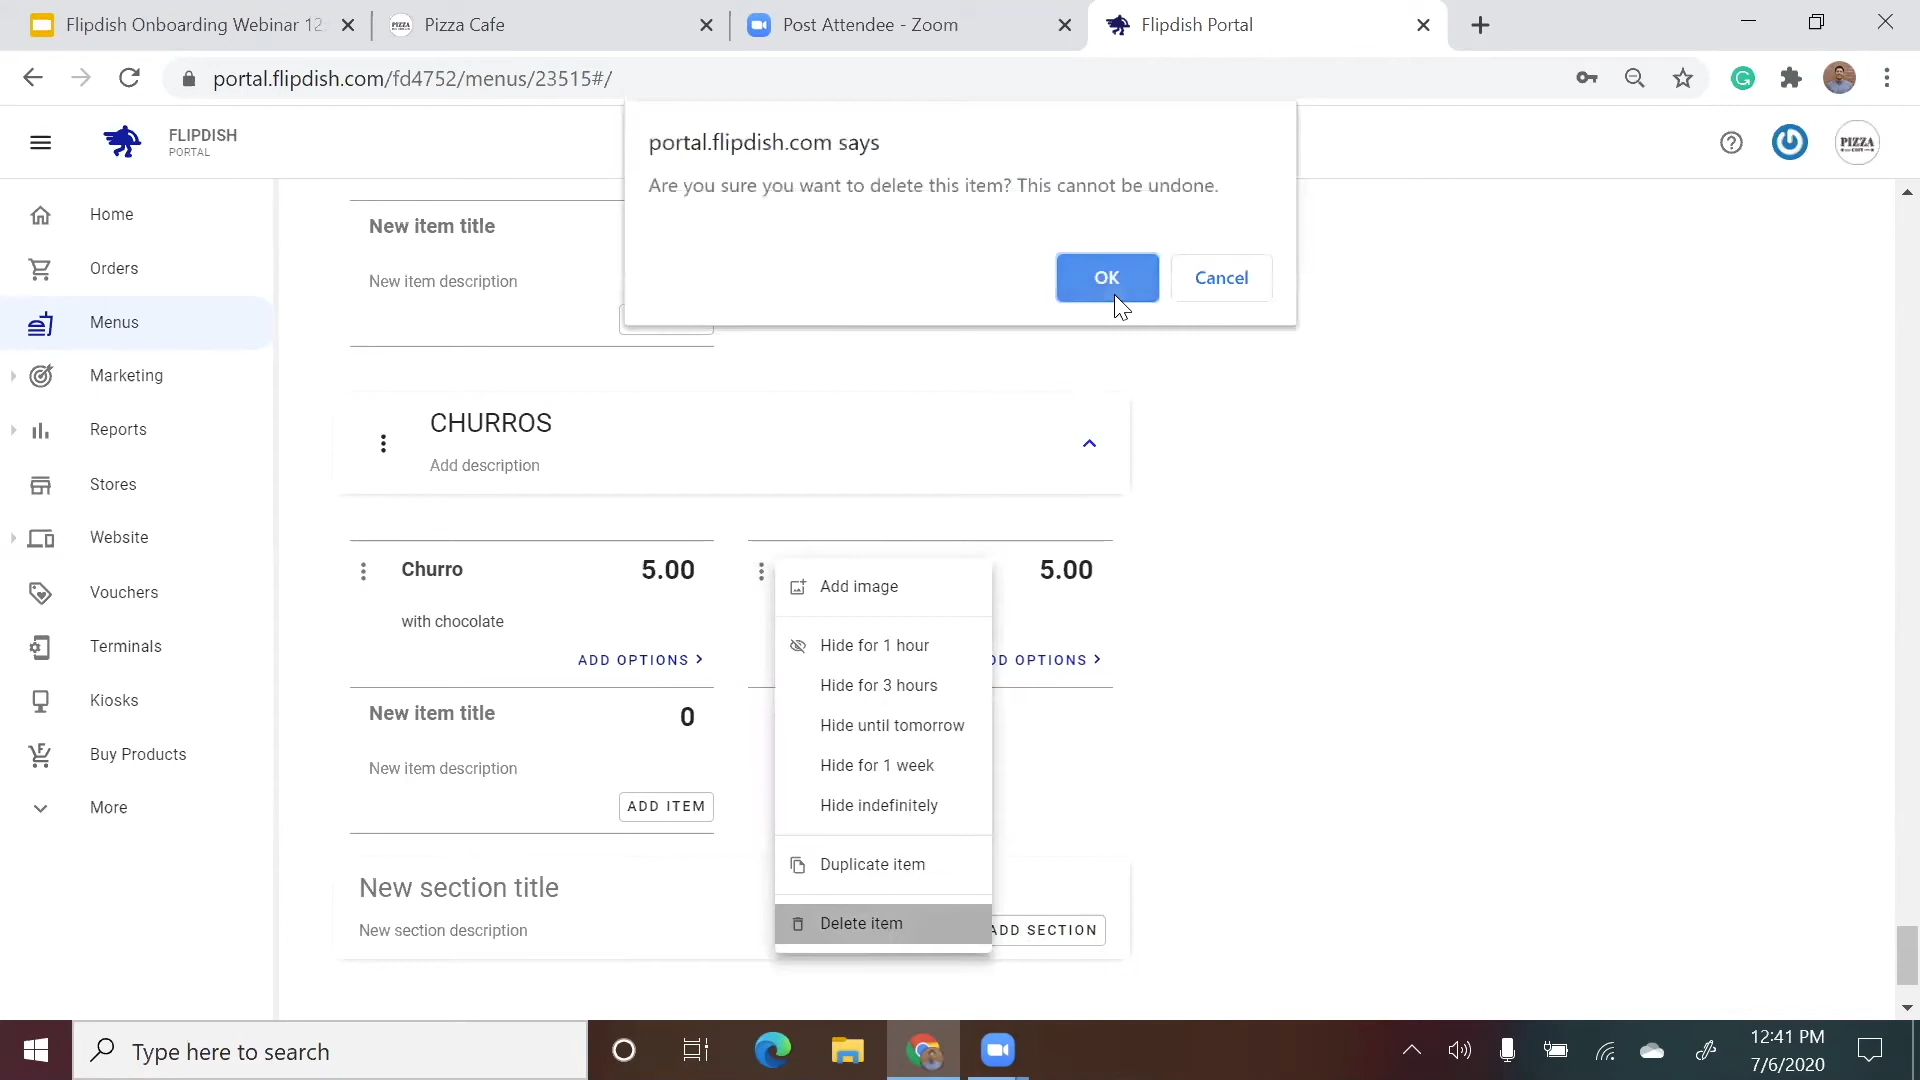 Flipdish Onboarding Webinar 12:
Pizza Cafe
Post Attendee - Zoom
Flipdish Portal
portal.flipdish.com/fd4752/menus/23515#/
FLIPDISH
PORTAL
PIZZA
portal.flipdish.com says
Are you sure you want to delete this item? This cannot be undone.
OK
Cancel
Home
Orders
Menus
Marketing
Reports
Stores
Website
Vouchers
Terminals
Kiosks
Buy Products
More
New item title
New item description
CHURROS
Add description
Churro 5.00
with chocolate
ADD OPTIONS
5.00
DD OPTIONS
New item title 0
New item description
ADD ITEM
Add image
Hide for 1 hour
Hide for 3 hours
Hide until tomorrow
Hide for 1 week
Hide indefinitely
Duplicate item
Delete item
New section title
New section description
ADD SECTION
Type here to search
12:41 PM
7/6/2020